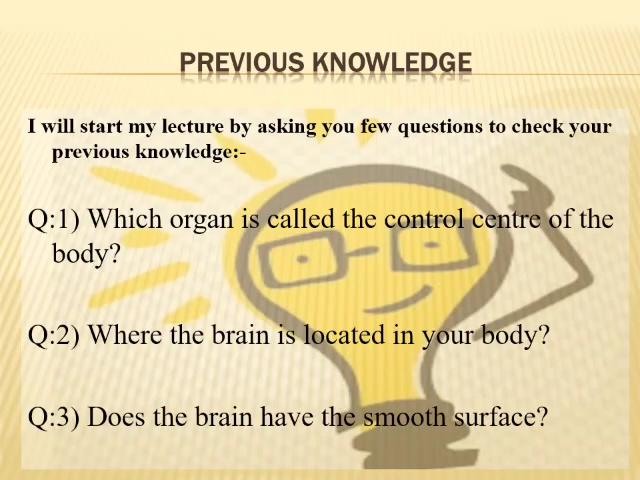 PREVIOUS KNOWLEDGE
I will start my lecture by asking you few questions to check your
previous knowledge:-
Q:1) Which organ is called the control centre of the
body?
Q:2) Where the brain is located in your body?
Q:3) Does the brain have the smooth surface?